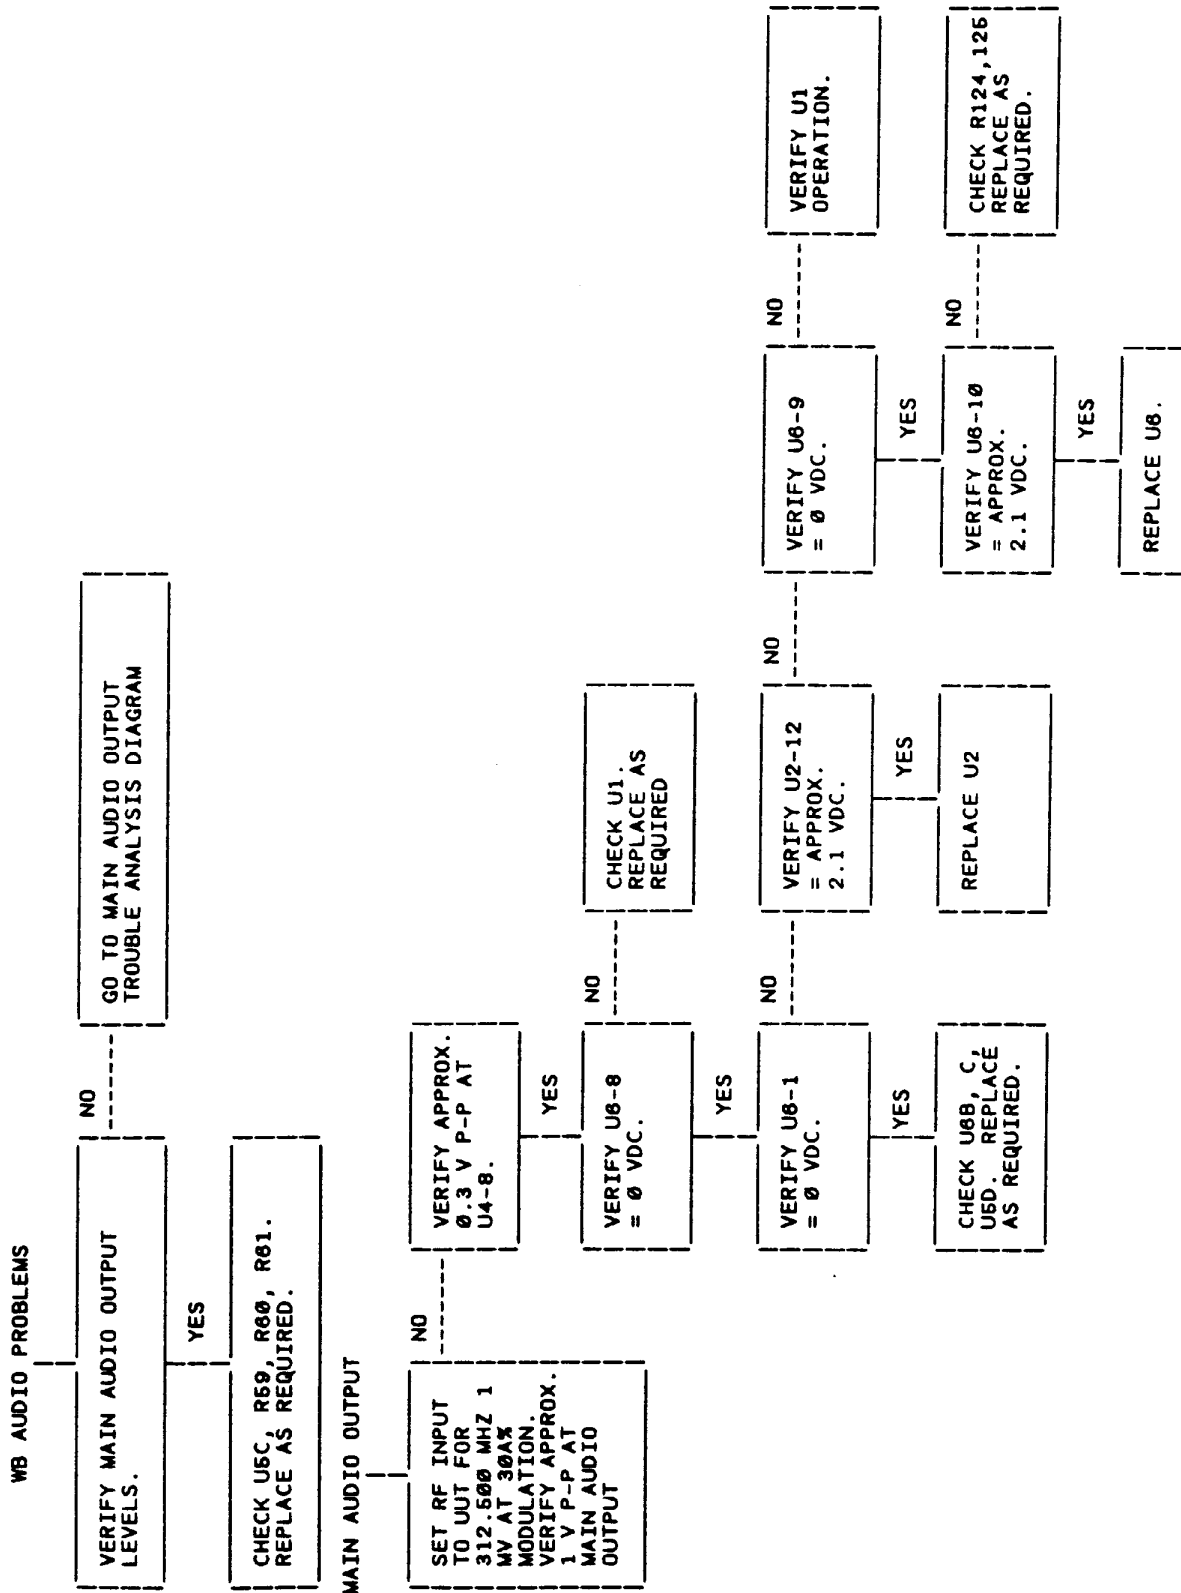 WB AUDIO PROBLEMS
VERIFY MAIN AUDIO OUTPUT
LEVELS.
NO
GO TO MAIN AUDIO OUTPUT
TROUBLE ANALYSIS DIAGRAM
YES
CHECK U5C, R59, R60, R61.
REPLACE AS REQUIRED.
MAIN AUDIO OUTPUT
SET RF INPUT
TO UUT FOR
312.500 MHZ 1
MV AT 30A%
MODULATION.
VERIFY APPROX.
1 V P-P AT
MAIN AUDIO
OUTPUT
NO
VERIFY APPROX.
0.3 V P-P AT
U4-8.
YES
VERIFY U6-8
= 0 VDC.
NO
CHECK U1.
REPLACE AS
REQUIRED
YES
VERIFY U6-1
= 0 VDC.
NO
VERIFY U2-12
= APPROX.
2.1 VDC.
NO
VERIFY U6-9
= 0 VDC.
NO
VERIFY U1
OPERATION.
YES
CHECK U6B, C,
U5D. REPLACE
AS REQUIRED.
YES
REPLACE U2
YES
VERIFY U6-10
= APPROX.
2.1 VDC.
NO
CHECK R124,125
REPLACE AS
REQUIRED.
YES
REPLACE U6.